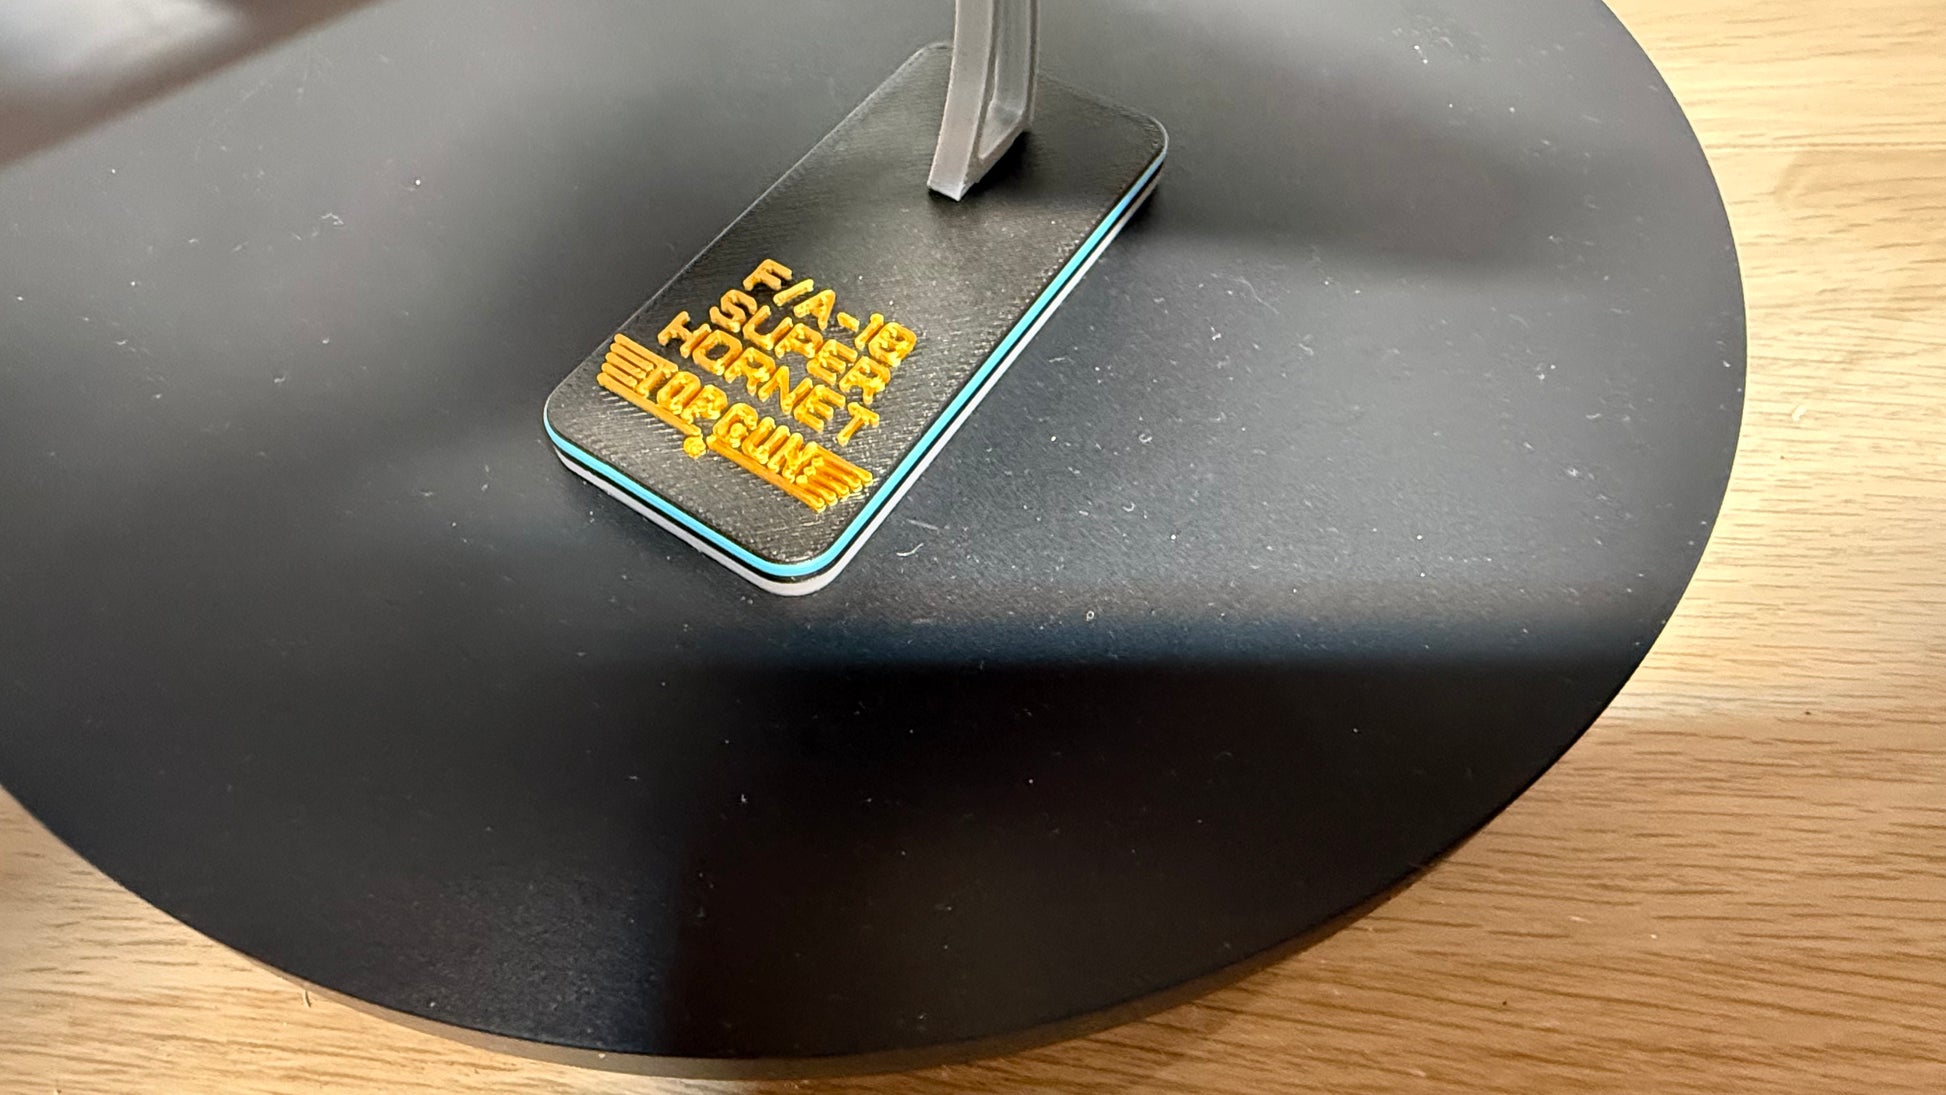 F/A-18
SUPER
HORNET
TOP GUN